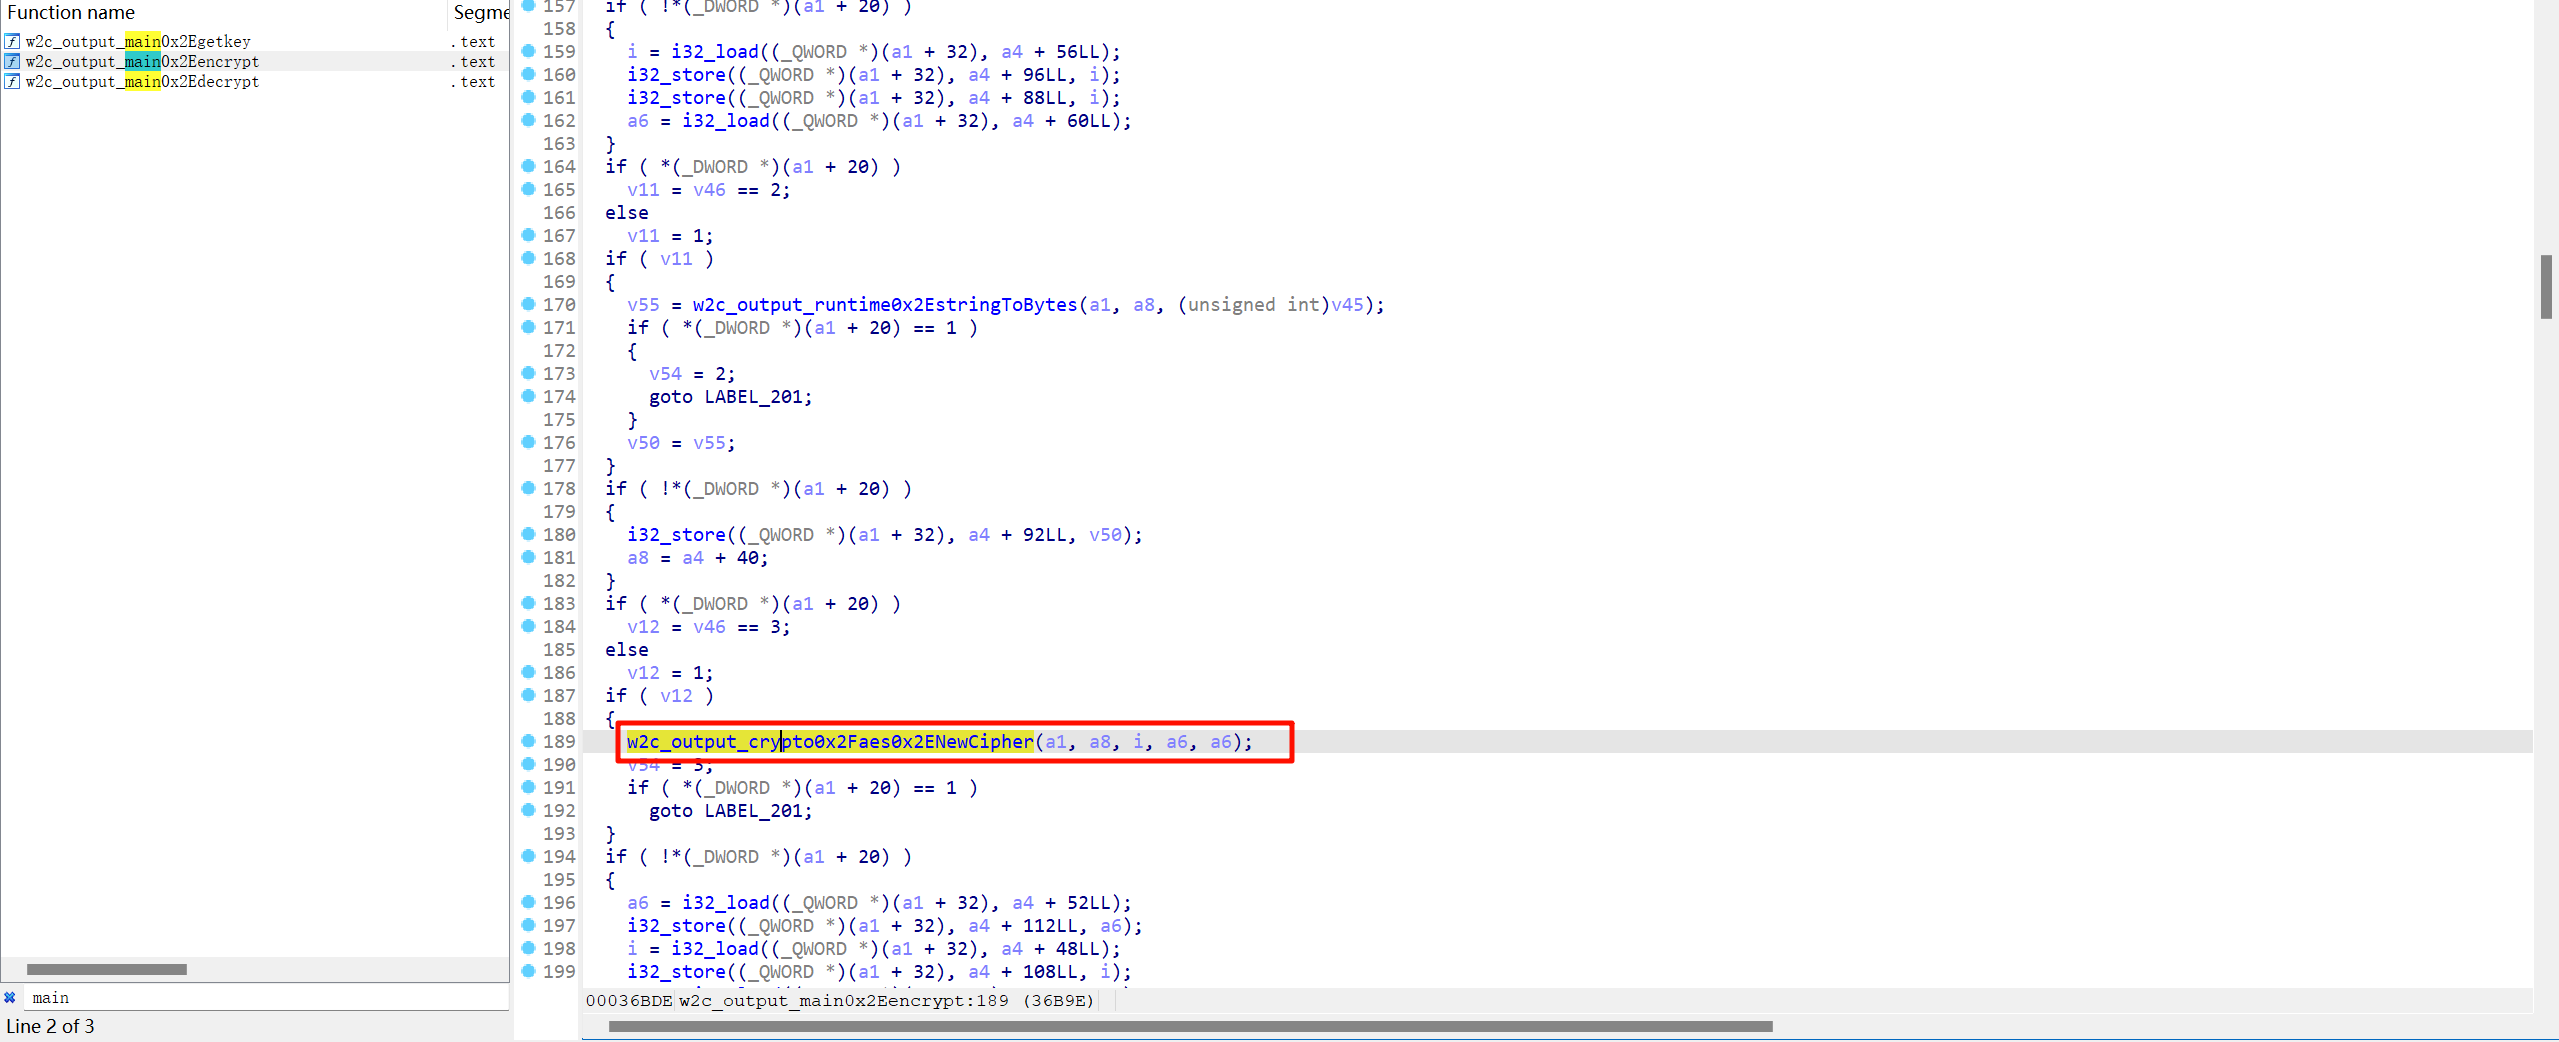 Function name
Segme
w2c_output_main0x2Egetkey
.text
w2c_output_main0x2Eencrypt
.text
w2c_output_main0x2Edecrypt
.text
main
Line 2 of 3
157 if ( !*(_DWORD *)(a1 + 20) )
158 {
159 i = i32_load((_QWORD *)(a1 + 32), a4 + 56LL);
160 i32_store((_QWORD *)(a1 + 32), a4 + 96LL, i);
161 i32_store((_QWORD *)(a1 + 32), a4 + 88LL, i);
162 a6 = i32_load((_QWORD *)(a1 + 32), a4 + 60LL);
163 }
164 if ( *(_DWORD *)(a1 + 20) )
165 v11 = v46 == 2;
166 else
167 v11 = 1;
168 if ( v11 )
169 {
170 v55 = w2c_output_runtime0x2EstringToBytes(a1, a8, (unsigned int)v45);
171 if ( *(_DWORD *)(a1 + 20) == 1 )
172 {
173 v54 = 2;
174 goto LABEL_201;
175 }
176 v50 = v55;
177 }
178 if ( !*(_DWORD *)(a1 + 20) )
179 {
180 i32_store((_QWORD *)(a1 + 32), a4 + 92LL, v50);
181 a8 = a4 + 40;
182 }
183 if ( *(_DWORD *)(a1 + 20) )
184 v12 = v46 == 3;
185 else
186 v12 = 1;
187 if ( v12 )
188 {
189 w2c_output_crypto0x2Faes0x2ENewCipher(a1, a8, i, a6, a6);
190 v54 = 3;
191 if ( *(_DWORD *)(a1 + 20) == 1 )
192 goto LABEL_201;
193 }
194 if ( !*(_DWORD *)(a1 + 20) )
195 {
196 a6 = i32_load((_QWORD *)(a1 + 32), a4 + 52LL);
197 i32_store((_QWORD *)(a1 + 32), a4 + 112LL, a6);
198 i = i32_load((_QWORD *)(a1 + 32), a4 + 48LL);
199 i32_store((_QWORD *)(a1 + 32), a4 + 108LL, i);
00036BDE w2c_output_main0x2Eencrypt:189 (36B9E)